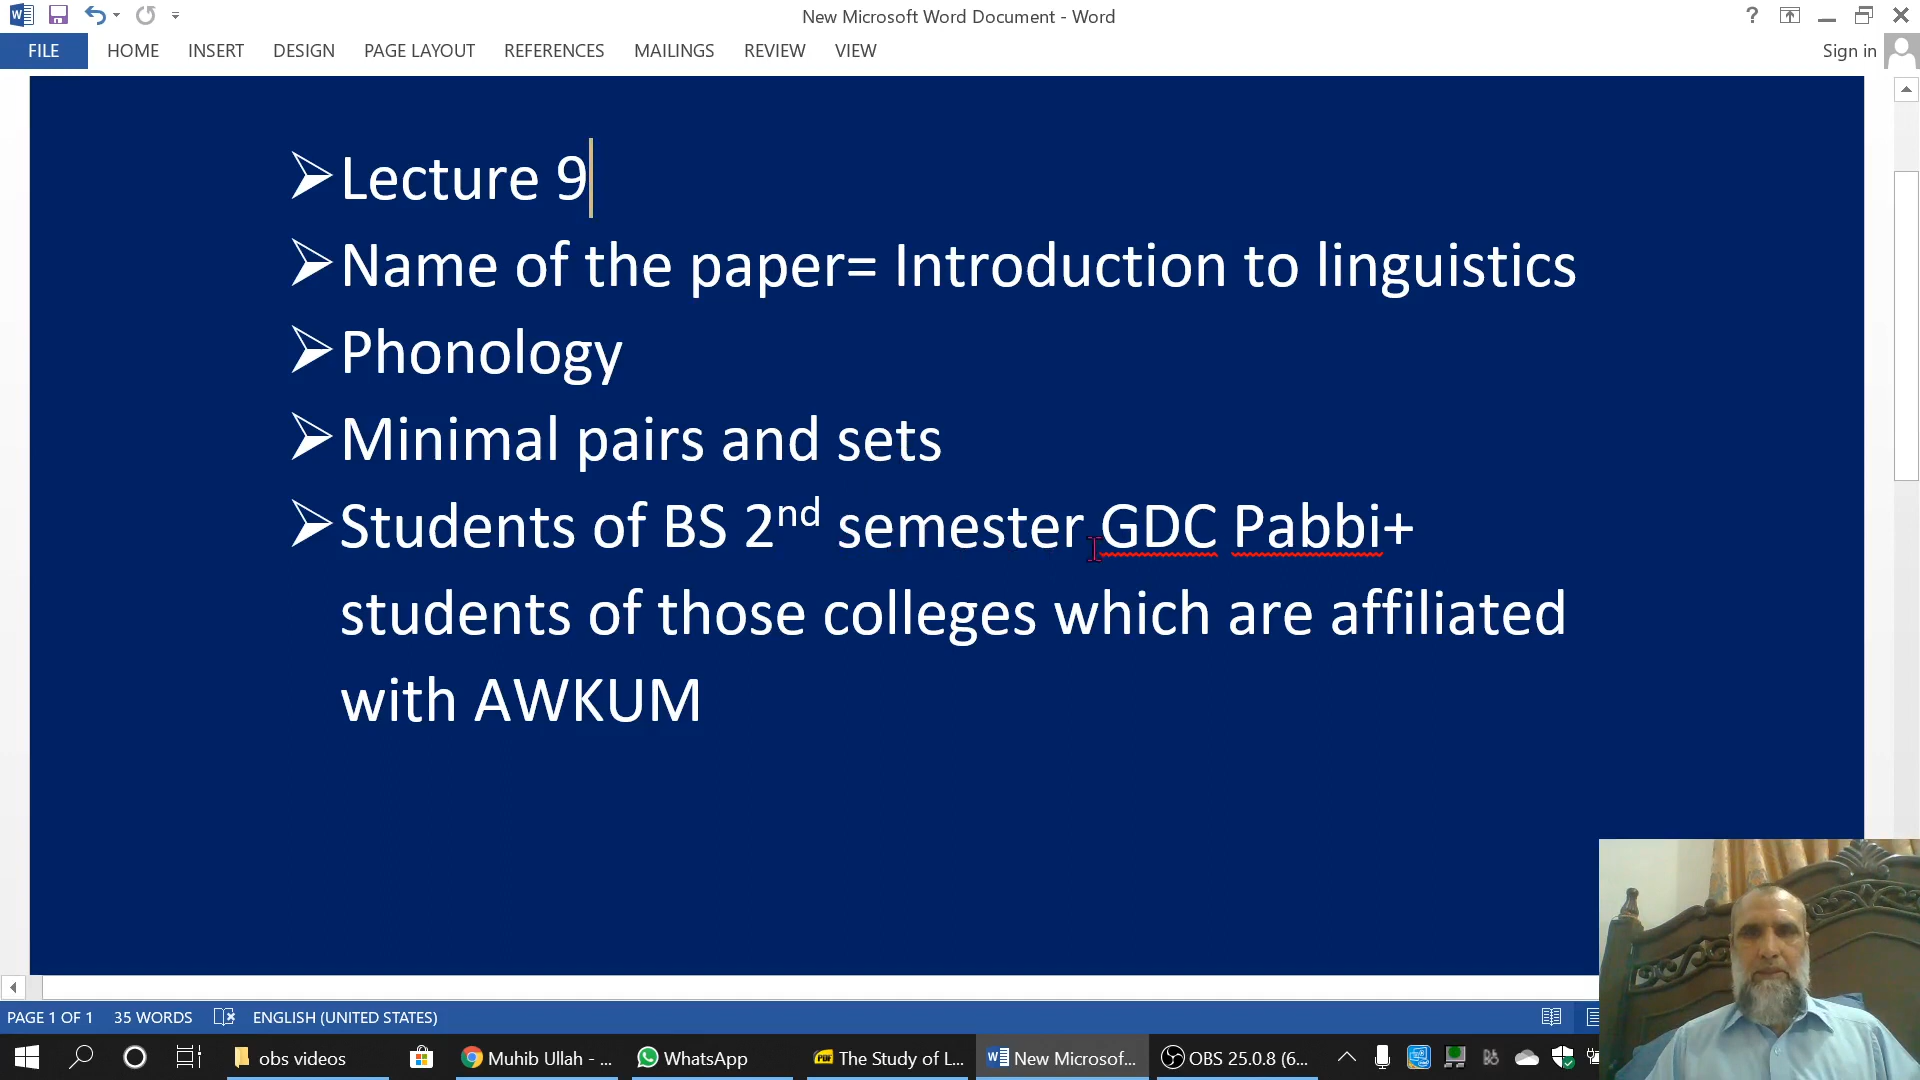 New Microsoft Word Document - Word
?
FILE HOME INSERT DESIGN PAGE LAYOUT REFERENCES MAILINGS REVIEW VIEW Sign in
➢Lecture 9
➢Name of the paper= Introduction to linguistics
➢Phonology
➢Minimal pairs and sets
➢Students of BS 2nd semester GDC Pabbi+
students of those colleges which are affiliated
with AWKUM
PAGE 1 OF 1 35 WORDS ENGLISH (UNITED STATES)
obs videos Muhib Ullah - ... WhatsApp PDF The Study of L... New Microsof... OBS 25.0.8 (6...